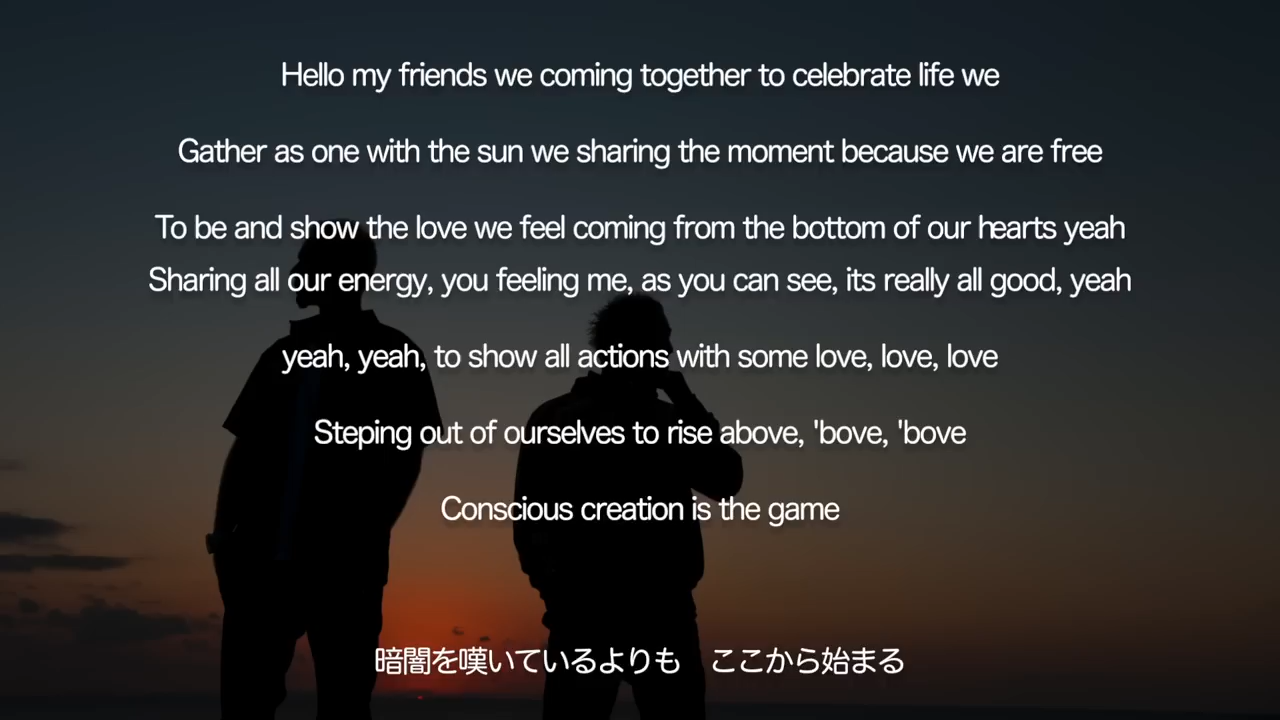 Hello my friends we coming together to celebrate life we
Gather as one with the sun we sharing the moment because we are free
To be and show the love we feel coming from the bottom of our hearts yeah
Sharing all our energy, you feeling me, as you can see, its really all good, yeah
yeah, yeah, to show all actions with some love, love, love
Steping out of ourselves to rise above, 'bove, 'bove
Conscious creation is the game
暗闇を嘆いているよりも　ここから始まる